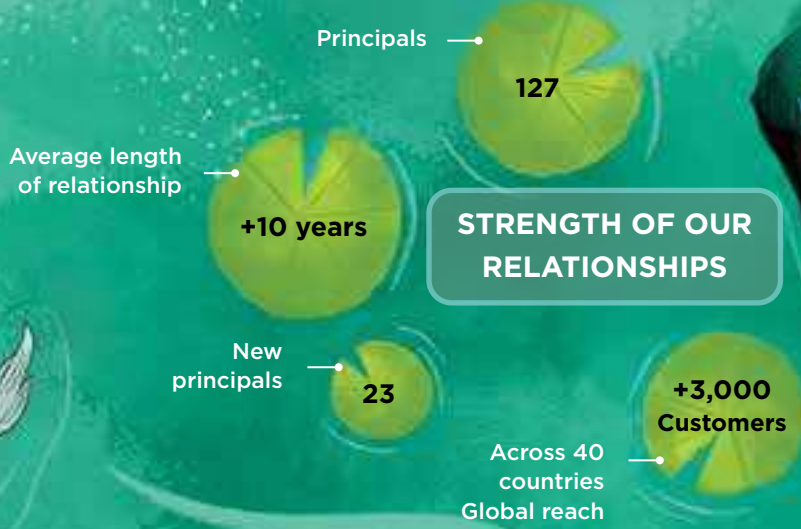 Principals
127
Average length
of relationship
+10 years
STRENGTH OF OUR
RELATIONSHIPS
New
principals
23
+3,000
Customers
Across 40
countries
Global reach